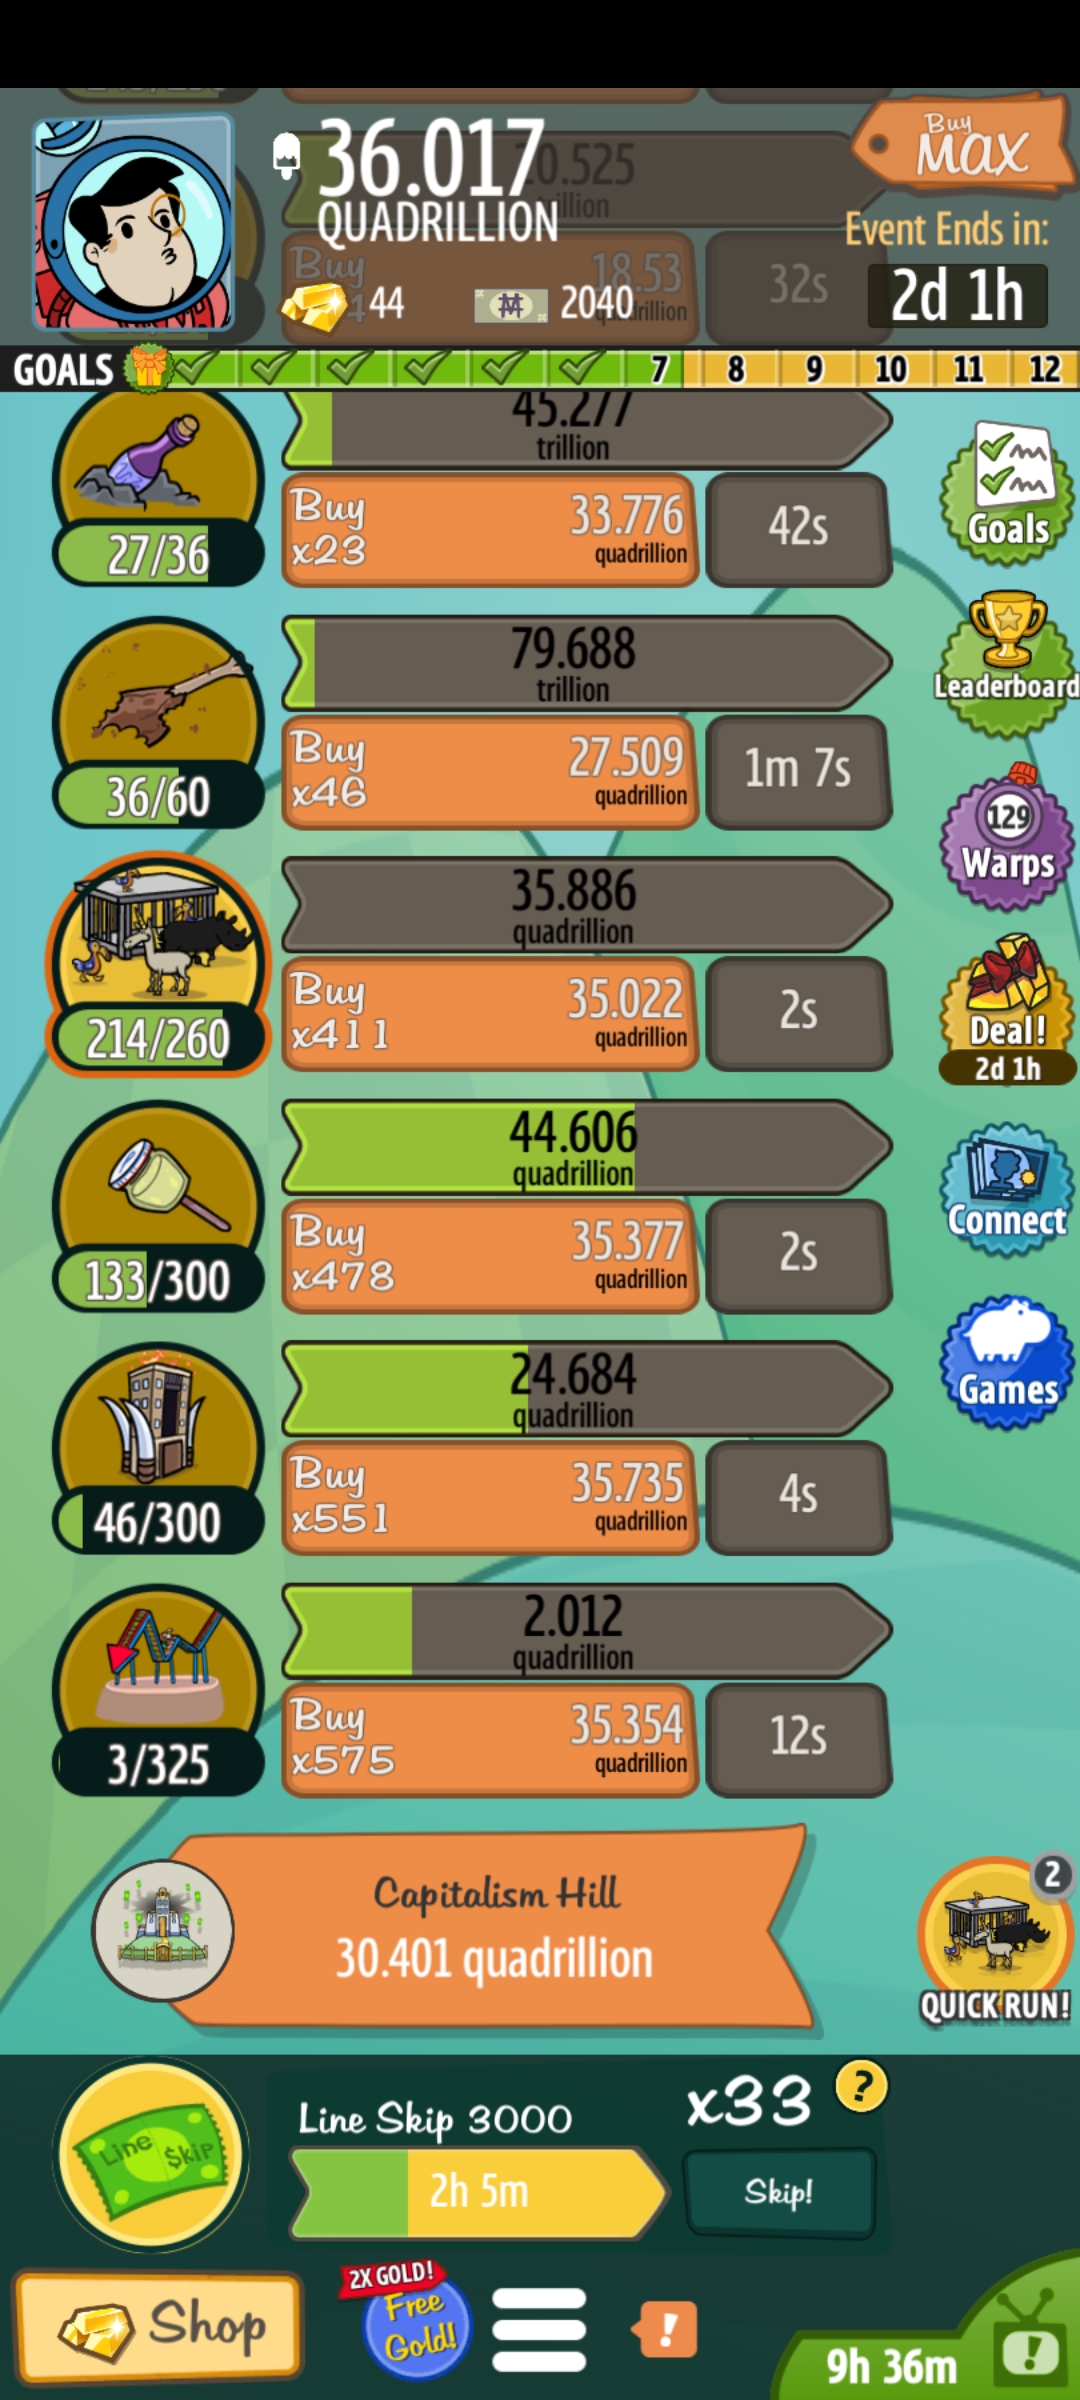 Buy
MAX
36.017
QUADRILLION
20.525
trillion
Event Ends in:
Buy
18.53
32s
44
2040
2d 1h
GOALS
7
8
9
10
11
12
45.277
trillion
27/36
Buy
x23
33.776
quadrillion
42s
Goals
79.688
trillion
36/60
Buy
x46
27.509
quadrillion
1m 7s
Leaderboard
35.886
quadrillion
214/260
Buy
x411
35.022
quadrillion
2s
129
Warps
Deal!
2d 1h
44.606
quadrillion
133/300
Buy
x478
35.377
quadrillion
2s
Connect
24.684
quadrillion
46/300
Buy
x551
35.735
quadrillion
4s
Games
2.012
quadrillion
3/325
Buy
x575
35.354
quadrillion
12s
Capitalism Hill
30.401 quadrillion
2
QUICK RUN!
Line Skip
Line Skip 3000
2h 5m
x33
?
Skip!
Shop
2X GOLD!
Free
Gold!
!
9h 36m
!